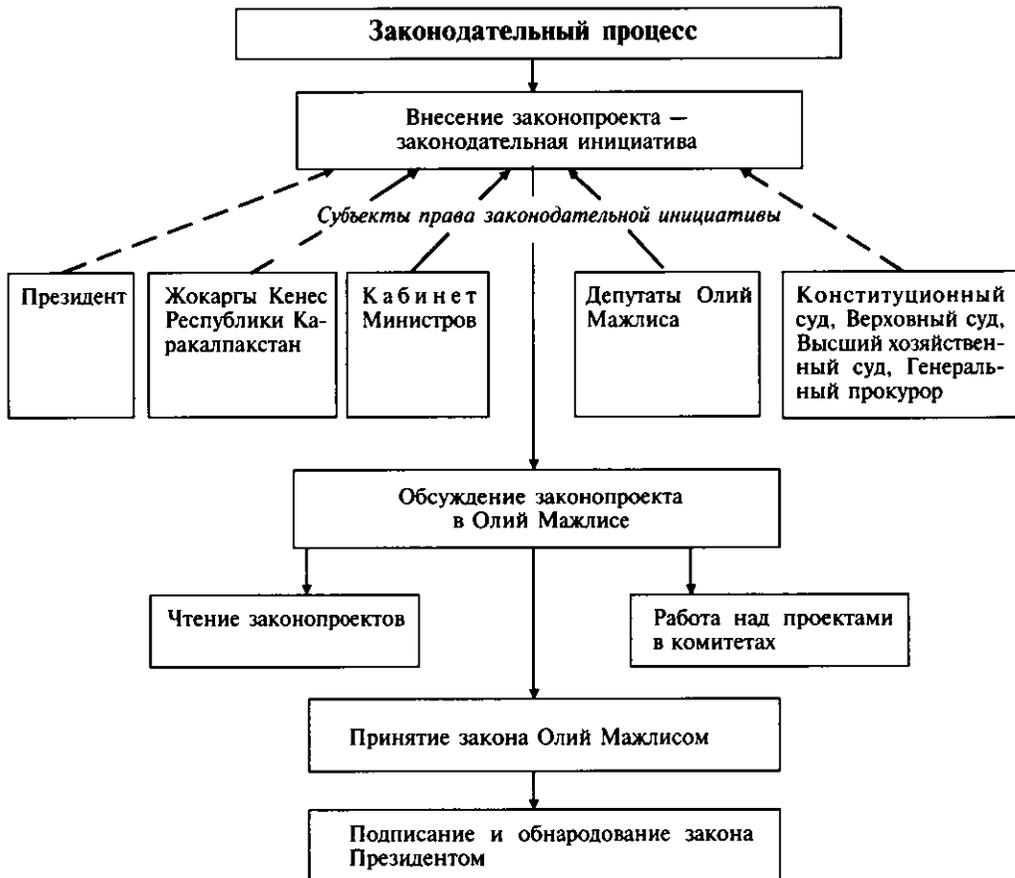 Законодательный процесс
Внесение законопроекта —
законодательная инициатива
Субъекты права законодательной инициативы
Президент
Жокаргы Кенес
Республики Ка-
ракалпакстан
Кабинет
Министров
Депутаты Олий
Мажлиса
Конституционный
суд, Верховный суд,
Высший хозяйствен-
ный суд, Генераль-
ный прокурор
Обсуждение законопроекта
в Олий Мажлисе
Чтение законопроектов
Работа над проектами
в комитетах
Принятие закона Олий Мажлисом
Подписание и обнародование закона
Президентом